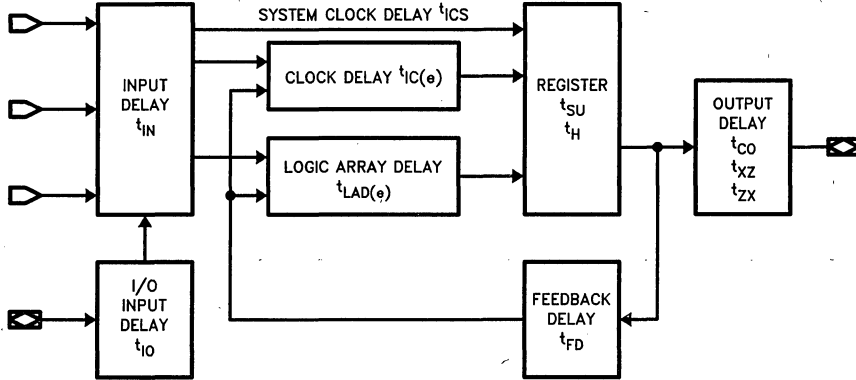 SYSTEM CLOCK DELAY tICS
INPUT
DELAY
tIN
CLOCK DELAY tIC(e)
LOGIC ARRAY DELAY
tLAD(e)
REGISTER
tSU
tH
OUTPUT
DELAY
tCO
tXZ
tZX
I/O
INPUT
DELAY
tIO
FEEDBACK
DELAY
tFD